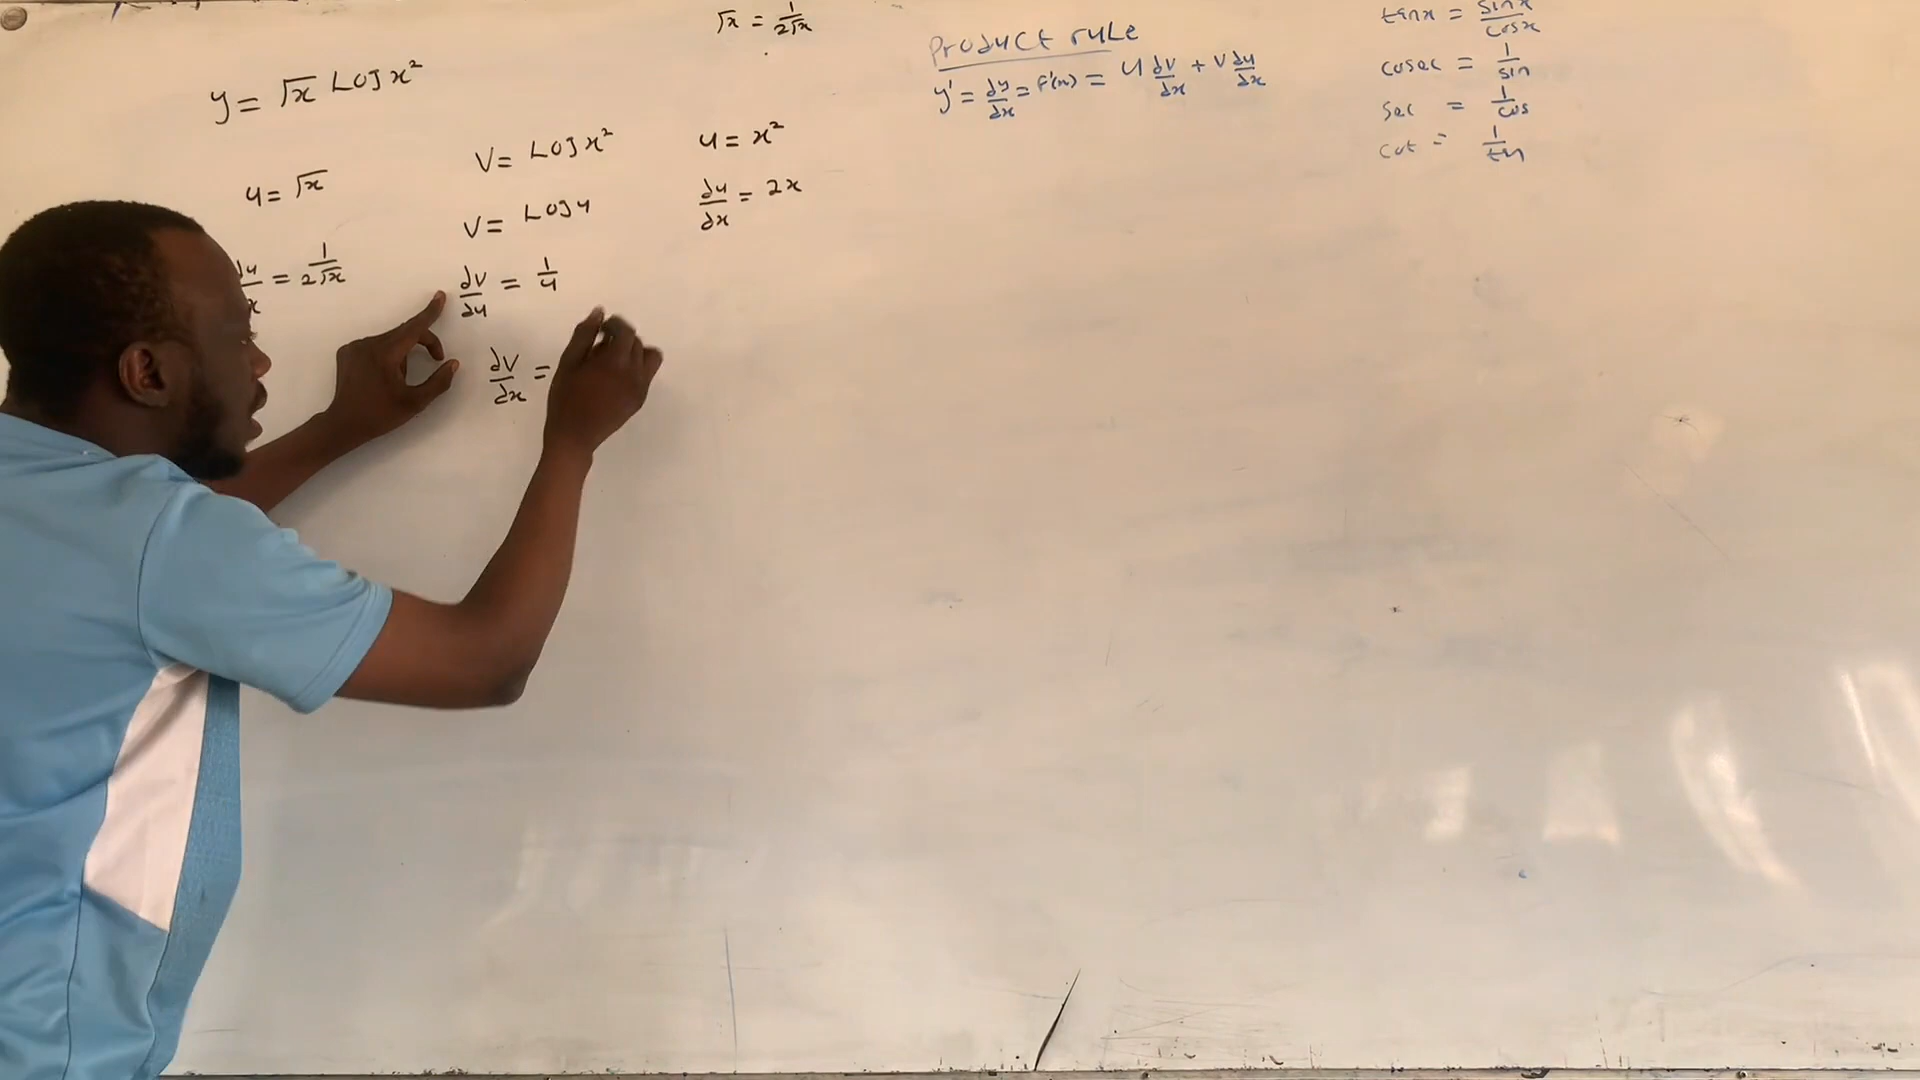 √x = 1/2√x
y = √x Log x²
u = √x
du/x = 1/2√x
V = Log x²
V = Log u
dV/du = 1/u
dV/dx =
u = x²
du/dx = 2x
Product rule
y' = dy/dx = F'(x) = u dv/dx + v du/dx
tanx = sinx/cosx
cosec = 1/sin
sec = 1/cos
cot = 1/tan